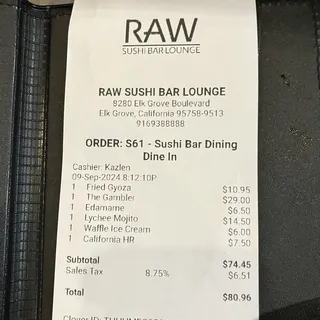 RAW
SUSHI BAR LOUNGE
RAW SUSHI BAR LOUNGE
8280 Elk Grove Boulevard
Elk Grove, California 95758-9513
9169388888
ORDER: S61 - Sushi Bar Dining
Dine In
Cashier: Kazlen
09-Sep-2024 8:12:10P
1 Fried Gyoza $10.95
1 The Gambler $29.00
1 Edamame $6.50
1 Lychee Mojito $14.50
1 Waffle Ice Cream $6.00
1 California HR $7.50
Subtotal $74.45
Sales Tax 8.75% $6.51
Total $80.96